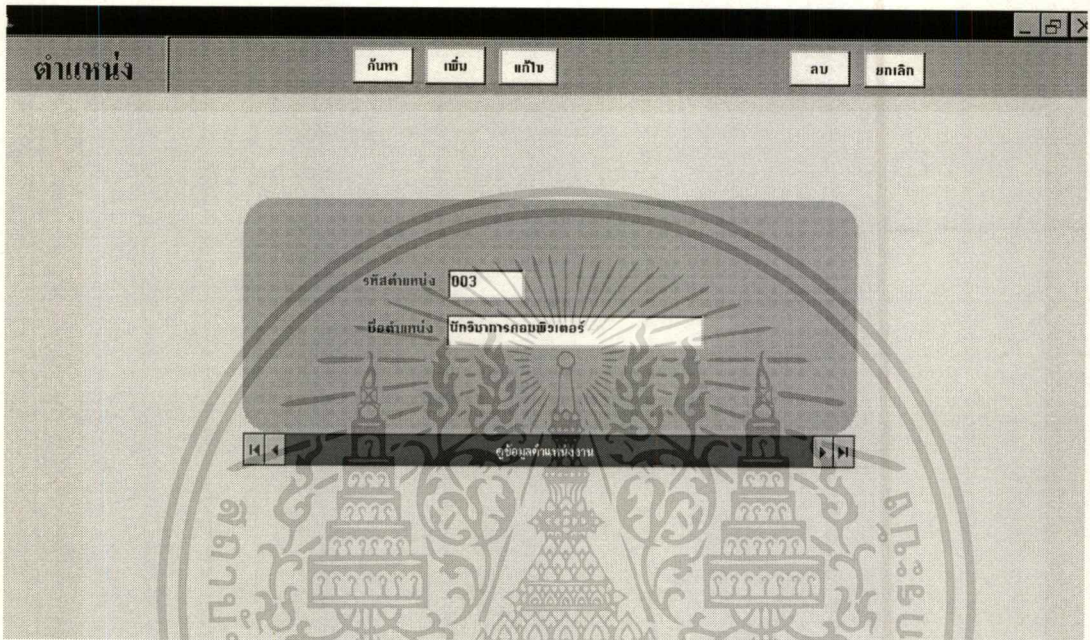 ตำแหน่ง
ค้นหา
เพิ่ม
แก้ไข
ลบ
ยกเลิก
รหัสตำแหน่ง
003
ชื่อตำแหน่ง
นักวิชาการคอมพิวเตอร์
ดูข้อมูลตำแหน่งงาน